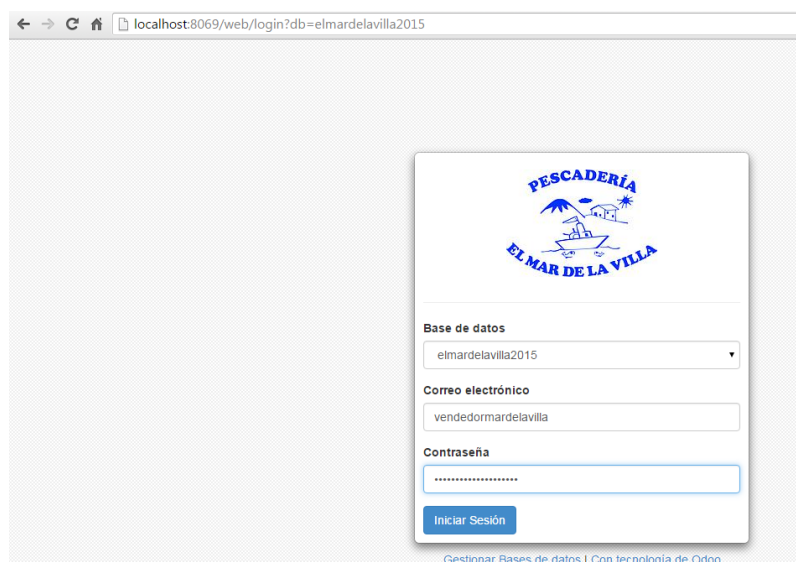 localhost:8069/web/login?db=elmardelavilla2015
PESCADERÍA
EL MAR DE LA VILLA
Base de datos
elmardelavilla2015
Correo electrónico
vendedormardelavilla
Contraseña
••••••••••••••••••••
Iniciar Sesión
Gestionar Bases de datos | Con tecnología de Odoo